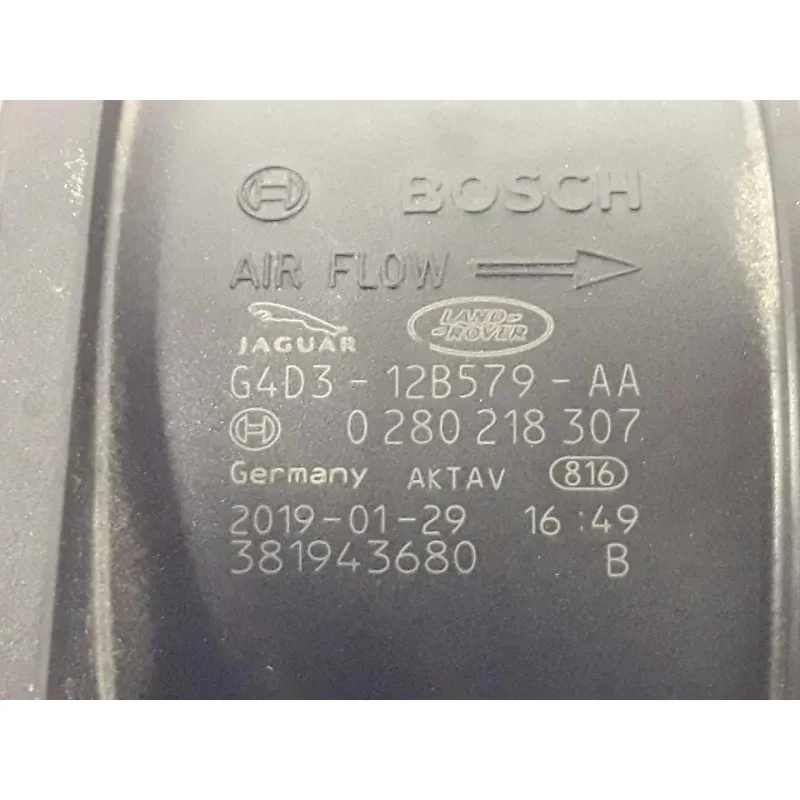 BOSCH
AIR FLOW
JAGUAR LAND-
-ROVER
G4D3 - 12B579 - AA
0 280 218 307
Germany AKTAV 816
2019-01-29 16:49
381943680 B